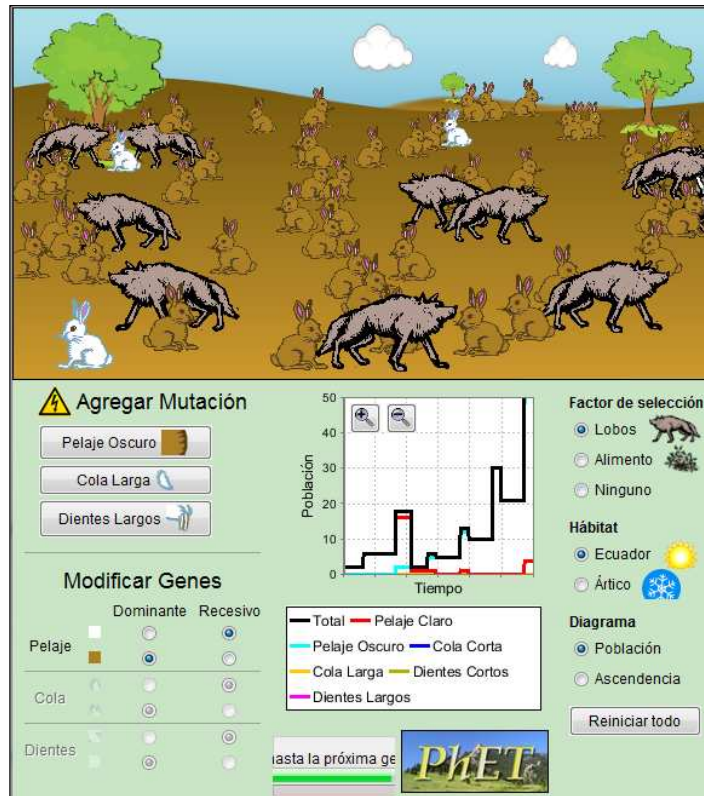 Agregar Mutación
Pelaje Oscuro
Cola Larga
Dientes Largos
Modificar Genes
Dominante Recesivo
Pelaje
Cola
Dientes
50
40
30
20
10
0
Población
Tiempo
Total Pelaje Claro
Pelaje Oscuro Cola Corta
Cola Larga Dientes Cortos
Dientes Largos
hasta la próxima ge
PhET
Factor de selección
Lobos
Alimento
Ninguno
Hábitat
Ecuador
Ártico
Diagrama
Población
Ascendencia
Reiniciar todo